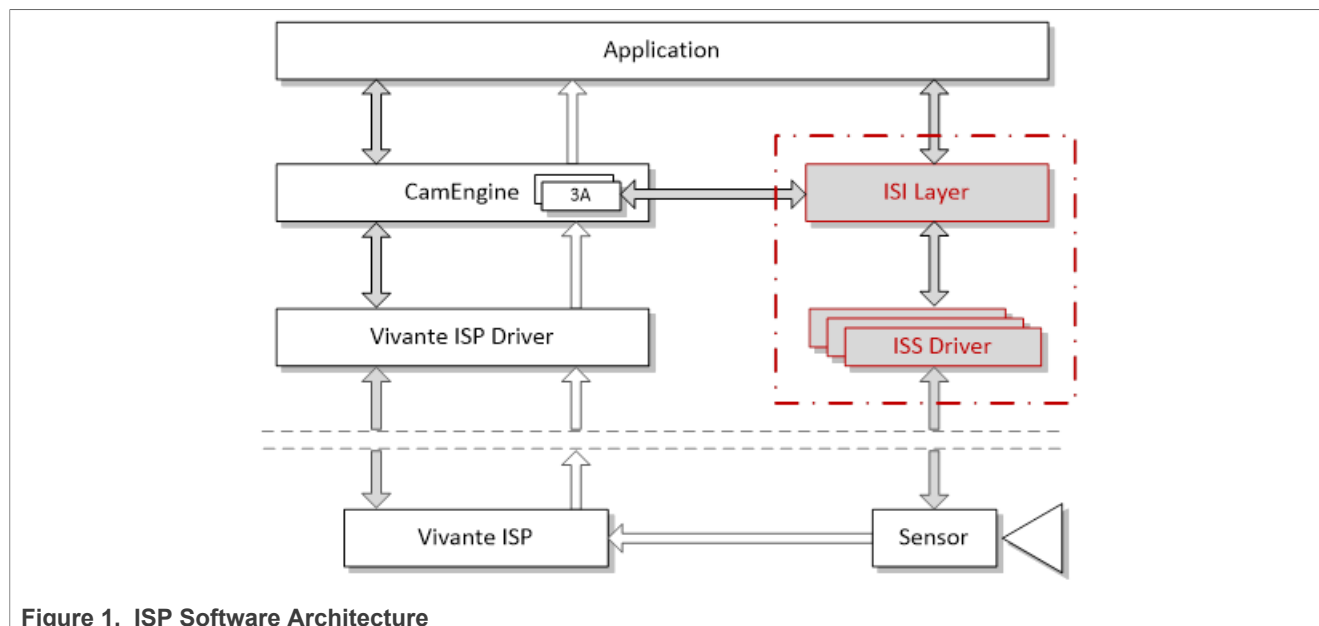 Application
CamEngine
3A
ISI Layer
Vivante ISP Driver
ISS Driver
Vivante ISP
Sensor
Figure 1. ISP Software Architecture